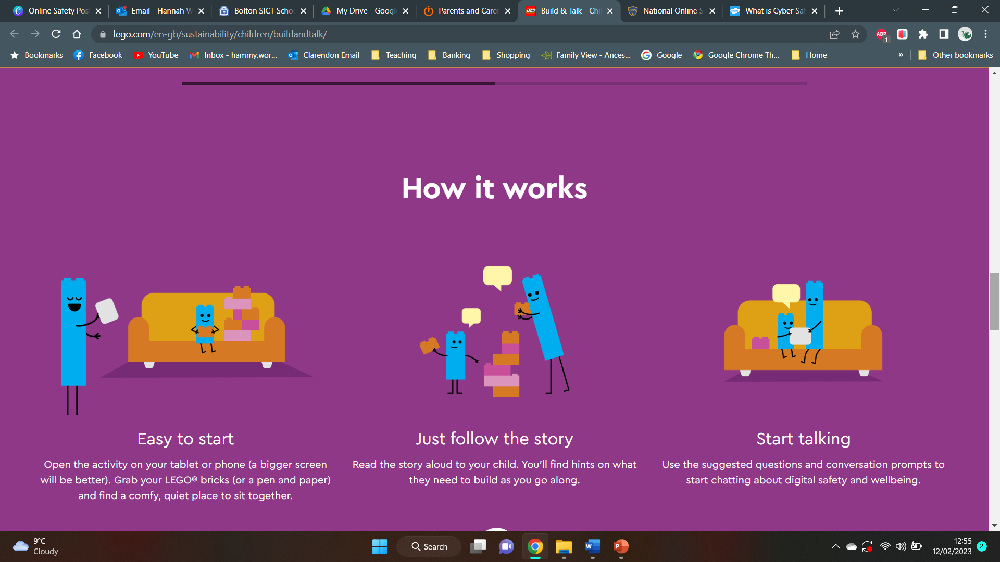 Online Safety Pos
Email - Hannah W
Bolton SICT Schoo
My Drive - Google
Parents and Carer
LEGO
Build & Talk - Chi
NOS
National Online S
What is Cyber Saf
lego.com/en-gb/sustainability/children/buildandtalk/
ABP
1
Bookmarks
Facebook
YouTube
Inbox - hammy.wor...
Clarendon Email
Teaching
Banking
Shopping
Family View - Ances...
Google
Google Chrome Th...
Home
»
Other bookmarks
How it works
Easy to start
Open the activity on your tablet or phone (a bigger screen
will be better). Grab your LEGO® bricks (or a pen and paper)
and find a comfy, quiet place to sit together.
Just follow the story
Read the story aloud to your child. You'll find hints on what
they need to build as you go along.
Start talking
Use the suggested questions and conversation prompts to
start chatting about digital safety and wellbeing.
9°C
Cloudy
Search
W
P
12:55
12/02/2023
2